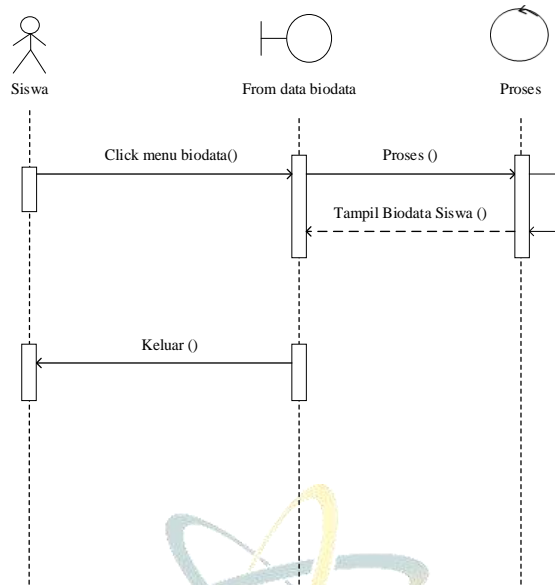 Siswa
From data biodata
Proses
Click menu biodata()
Proses ()
Tampil Biodata Siswa ()
Keluar ()